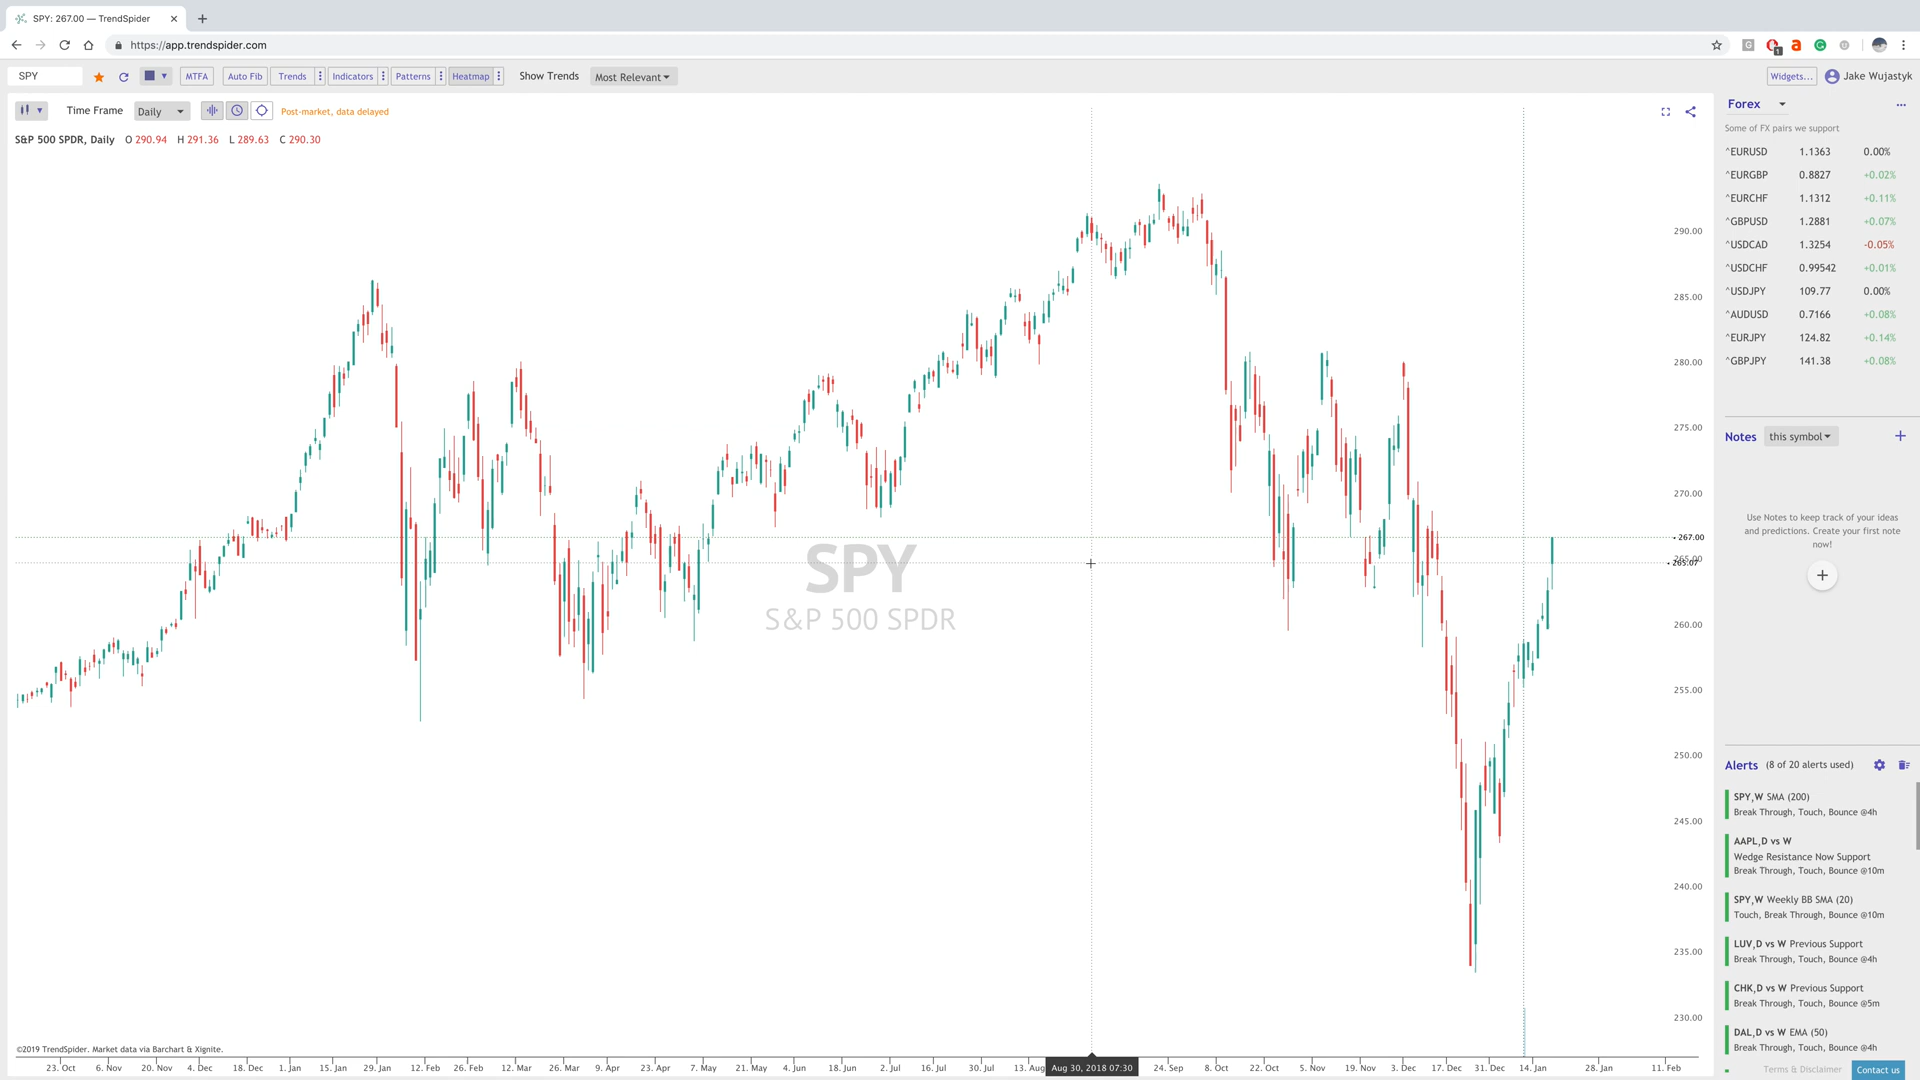 SPY: 267.00 — TrendSpider
https://app.trendspider.com
SPY
MTFA
Auto Fib
Trends
Indicators
Patterns
Heatmap
Show Trends
Most Relevant
Widgets...
Jake Wujastyk
Time Frame
Daily
Post-market, data delayed
S&P 500 SPDR, Daily O 290.94 H 291.36 L 289.63 C 290.30
290.00
285.00
280.00
275.00
270.00
267.00
265.07
260.00
255.00
250.00
245.00
240.00
235.00
230.00
SPY
S&P 500 SPDR
©2019 TrendSpider. Market data via Barchart & Xignite.
23. Oct 6. Nov 20. Nov 4. Dec 18. Dec 1. Jan 15. Jan 29. Jan 12. Feb 26. Feb 12. Mar 26. Mar 9. Apr 23. Apr 7. May 21. May 4. Jun 18. Jun 2. Jul 16. Jul 30. Jul 13. Aug Aug 30, 2018 07:30 24. Sep 8. Oct 22. Oct 5. Nov 19. Nov 3. Dec 17. Dec 31. Dec 14. Jan 28. Jan 11. Feb
Forex
Some of FX pairs we support
^EURUSD 1.1363 0.00%
^EURGBP 0.8827 +0.02%
^EURCHF 1.1312 +0.11%
^GBPUSD 1.2881 +0.07%
^USDCAD 1.3254 -0.05%
^USDCHF 0.99542 +0.01%
^USDJPY 109.77 0.00%
^AUDUSD 0.7166 +0.08%
^EURJPY 124.82 +0.14%
^GBPJPY 141.38 +0.08%
Notes this symbol
Use Notes to keep track of your ideas
and predictions. Create your first note
now!
Alerts (8 of 20 alerts used)
SPY,W SMA (200)
Break Through, Touch, Bounce @4h
AAPL,D vs W
Wedge Resistance Now Support
Break Through, Touch, Bounce @10m
SPY,W Weekly BB SMA (20)
Touch, Break Through, Bounce @10m
LUV,D vs W Previous Support
Break Through, Touch, Bounce @4h
CHK,D vs W Previous Support
Break Through, Touch, Bounce @5m
DAL,D vs W EMA (50)
Break Through, Touch, Bounce @4h
Terms & Disclaimer
Contact us